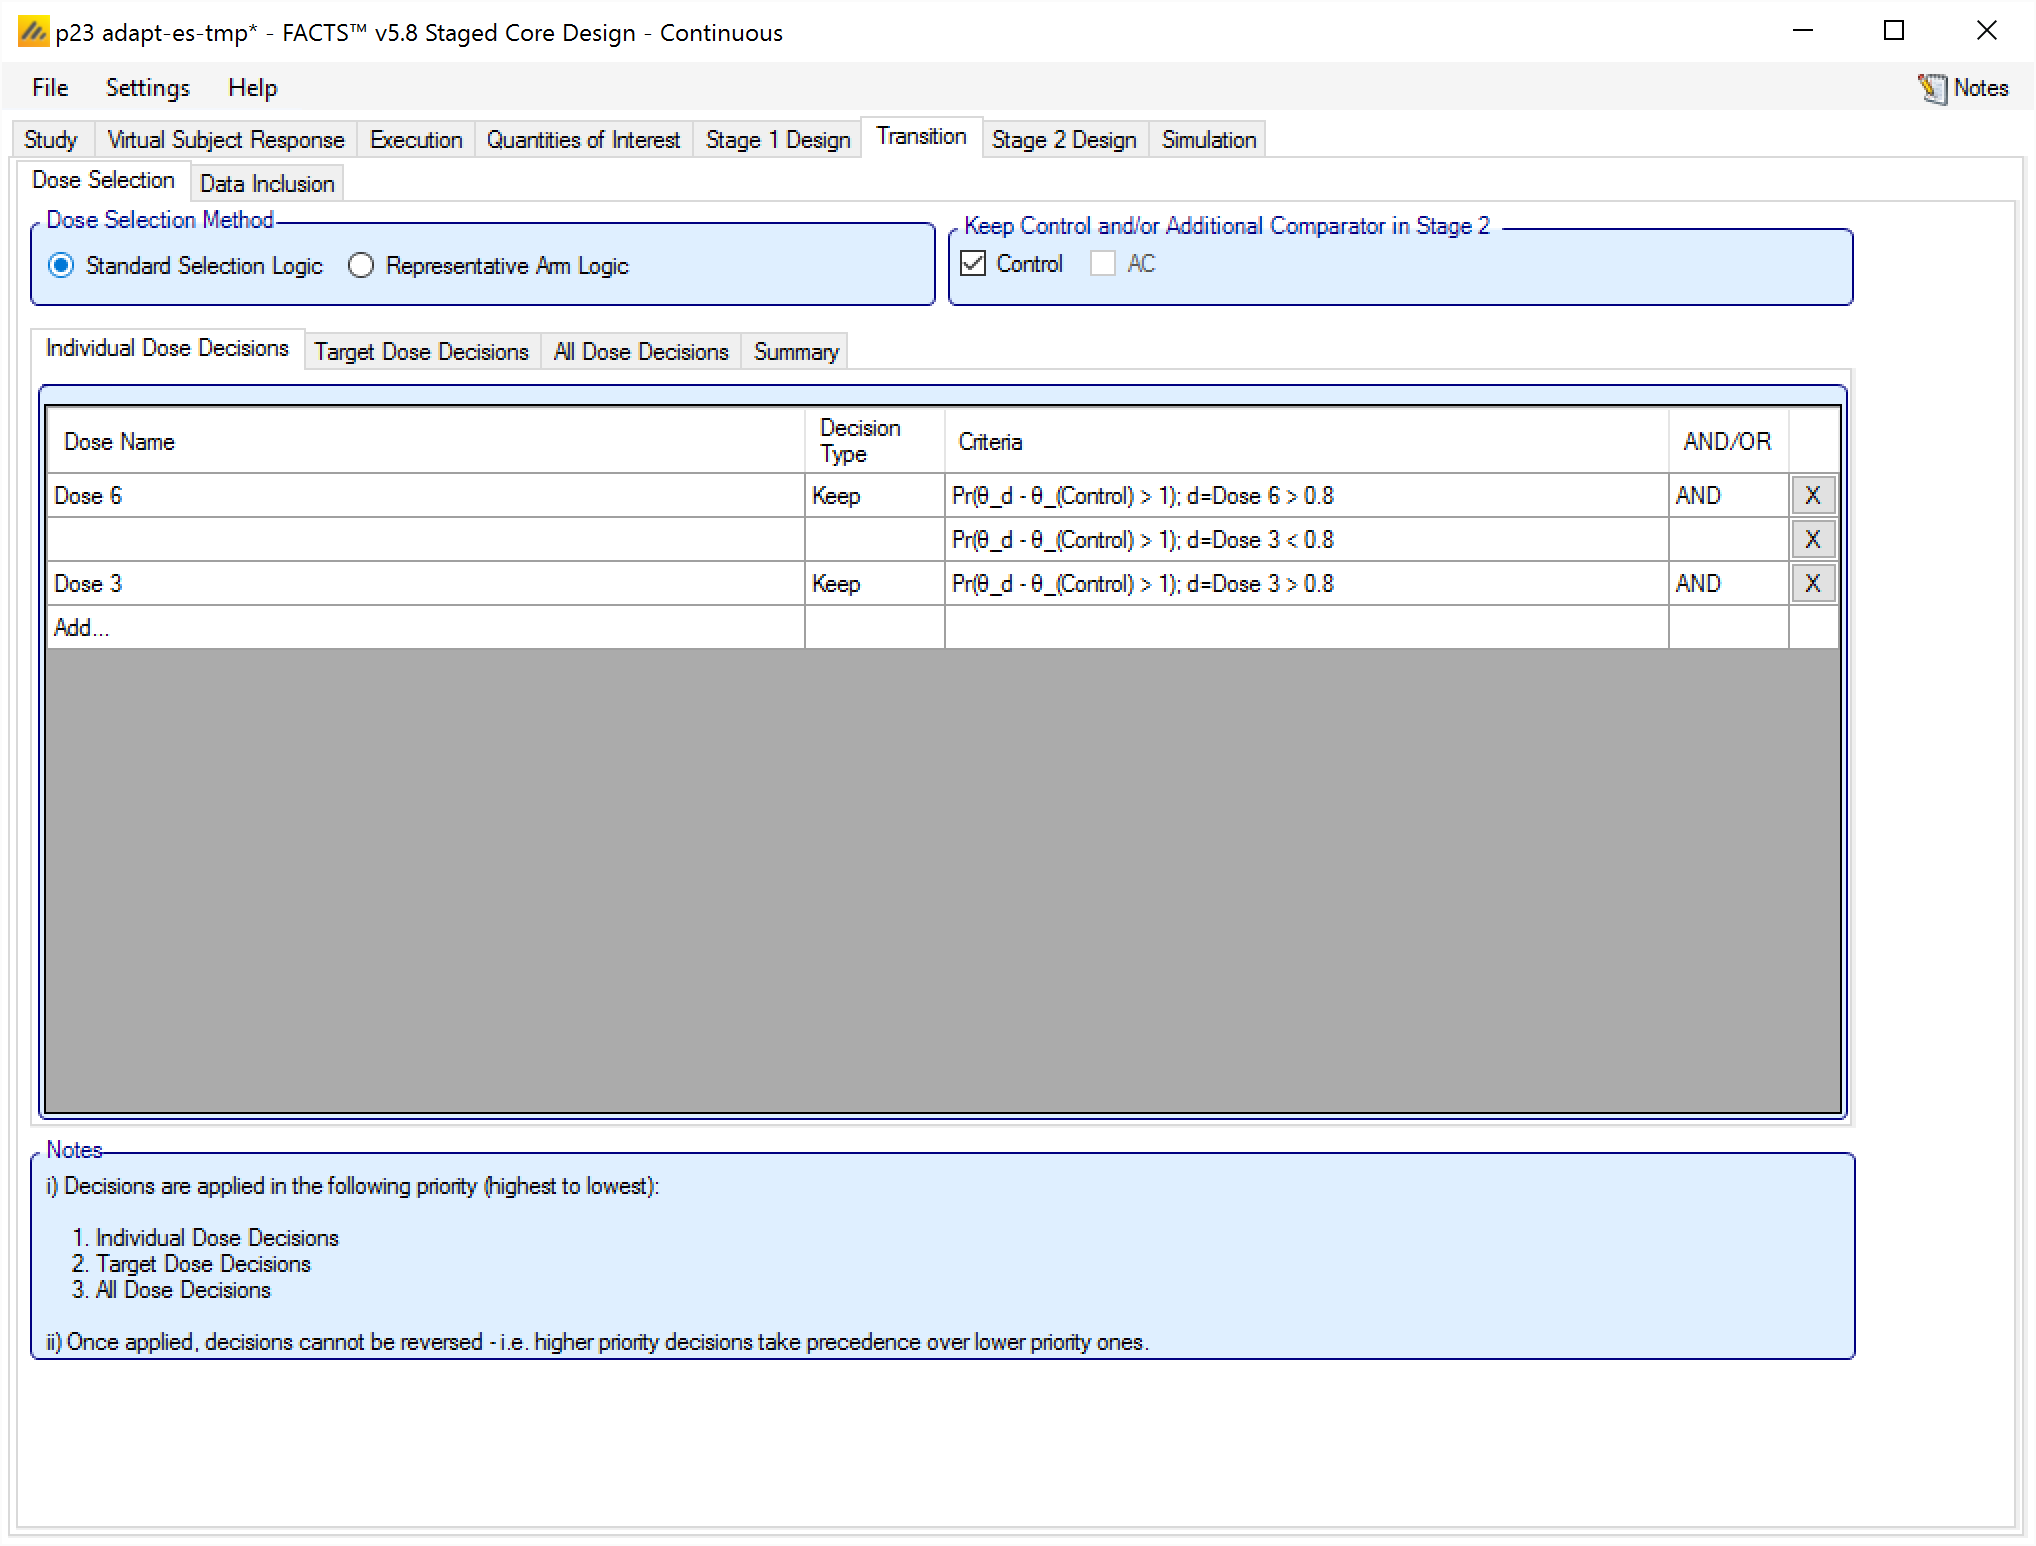 p23 adapt-es-tmp* - FACTS™ v5.8 Staged Core Design - Continuous
File Settings Help Notes
Study Virtual Subject Response Execution Quantities of Interest Stage 1 Design Transition Stage 2 Design Simulation
Dose Selection Data Inclusion
Dose Selection Method Keep Control and/or Additional Comparator in Stage 2
Standard Selection Logic Representative Arm Logic Control AC
Individual Dose Decisions Target Dose Decisions All Dose Decisions Summary
Dose Name Decision Type Criteria AND/OR
Dose 6 Keep Pr(θ_d - θ_(Control) > 1); d=Dose 6 > 0.8 AND X
Pr(θ_d - θ_(Control) > 1); d=Dose 3 < 0.8 X
Dose 3 Keep Pr(θ_d - θ_(Control) > 1); d=Dose 3 > 0.8 AND X
Add...
Notes
i) Decisions are applied in the following priority (highest to lowest):
1. Individual Dose Decisions
2. Target Dose Decisions
3. All Dose Decisions
ii) Once applied, decisions cannot be reversed - i.e. higher priority decisions take precedence over lower priority ones.